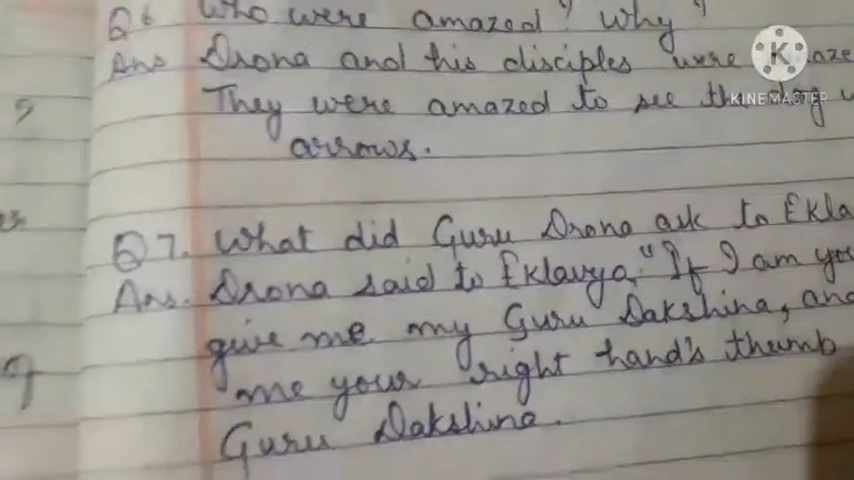 Q6 Who were amazed? Why?
Ans Drona and his disciples were
They were amazed to see the dog
arrows.
Q7. What did Guru Drona ask to Ekla
Ans. Drona said to Eklavya, "If I am you
give me my Guru Dakshina, and
me your right hand's thumb
Guru Dakshina.
K
KINEMASTER